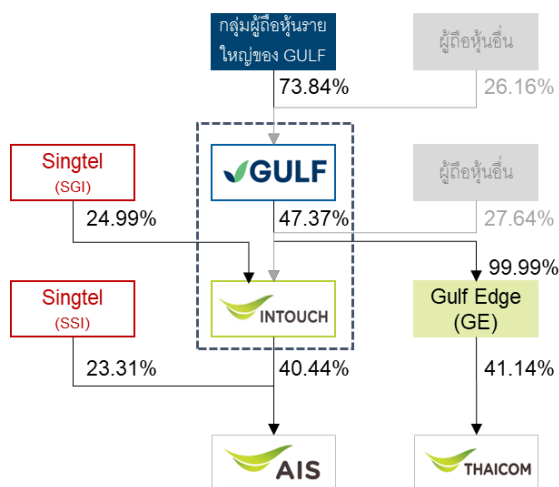 กลุ่มผู้ถือหุ้นราย
ใหญ่ของ GULF
ผู้ถือหุ้นอื่น
73.84%
26.16%
Singtel
(SGI)
GULF
ผู้ถือหุ้นอื่น
24.99%
47.37%
27.64%
99.99%
Singtel
(SSI)
INTOUCH
Gulf Edge
(GE)
23.31%
40.44%
41.14%
AIS
THAICOM